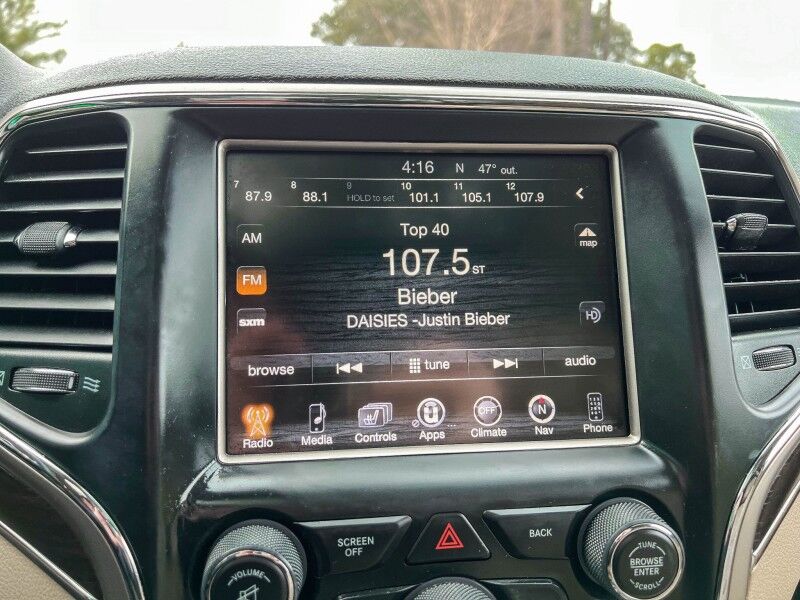 4:16 N 47° out.
7 87.9 8 88.1 9 HOLD to set 10 101.1 11 105.1 12 107.9
AM
Top 40
map
107.5 ST
FM
Bieber
DAISIES -Justin Bieber
sxm
HD
browse
tune
audio
Radio
Media
Controls
OFF
Apps
Climate
N
Nav
Phone
VOLUME
SCREEN
OFF
BACK
TUNE
BROWSE
ENTER
SCROLL